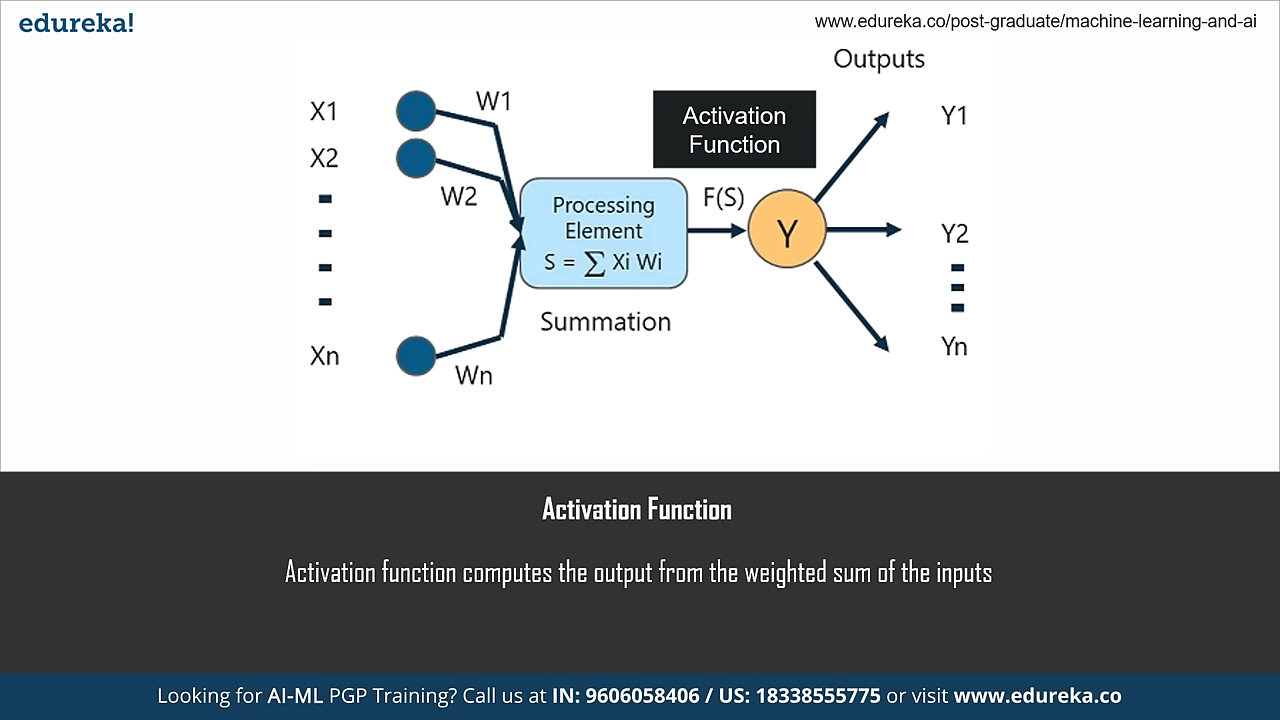 edureka!
www.edureka.co/post-graduate/machine-learning-and-ai
Outputs
X1
W1
Activation
Function
Y1
X2
W2
Processing
Element
S = ∑ Xi Wi
F(S)
Y
Y2
Summation
Xn
Wn
Yn
Activation Function
Activation function computes the output from the weighted sum of the inputs
Looking for AI-ML PGP Training? Call us at IN: 9606058406 / US: 18338555775 or visit www.edureka.co